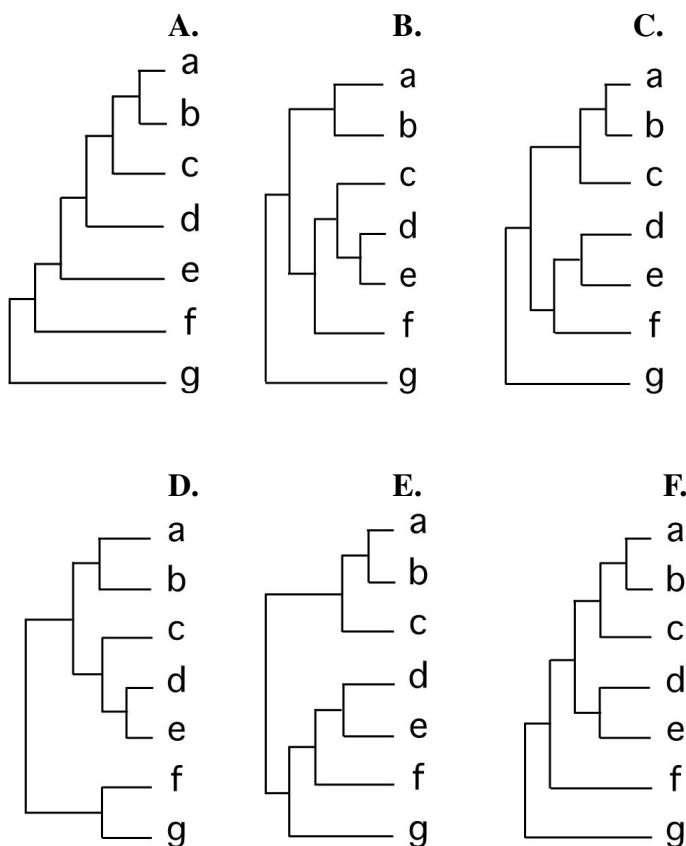 A. B. C.
a a a
b b b
c c c
d d d
e e e
f f f
g g g
D. E. F.
a a a
b b b
c c c
d d d
e e e
f f f
g g g